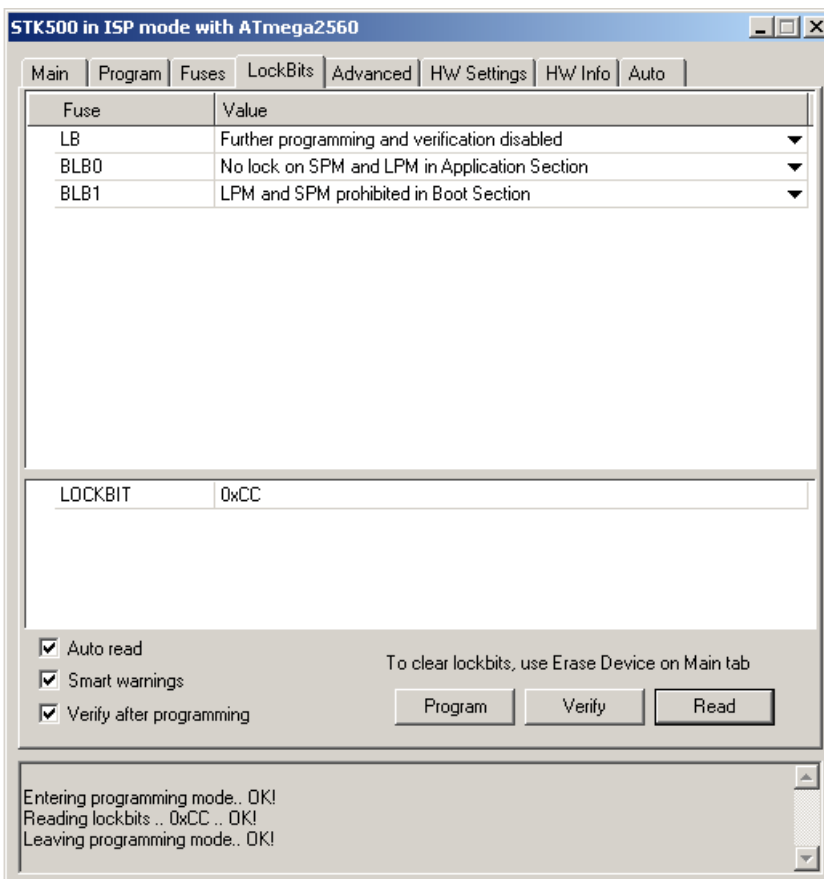 STK500 in ISP mode with ATmega2560
Main Program Fuses LockBits Advanced HW Settings HW Info Auto
Fuse Value
LB Further programming and verification disabled
BLB0 No lock on SPM and LPM in Application Section
BLB1 LPM and SPM prohibited in Boot Section
LOCKBIT 0xCC
Auto read
To clear lockbits, use Erase Device on Main tab
Smart warnings
Verify after programming
Program Verify Read
Entering programming mode.. OK!
Reading lockbits .. 0xCC .. OK!
Leaving programming mode.. OK!